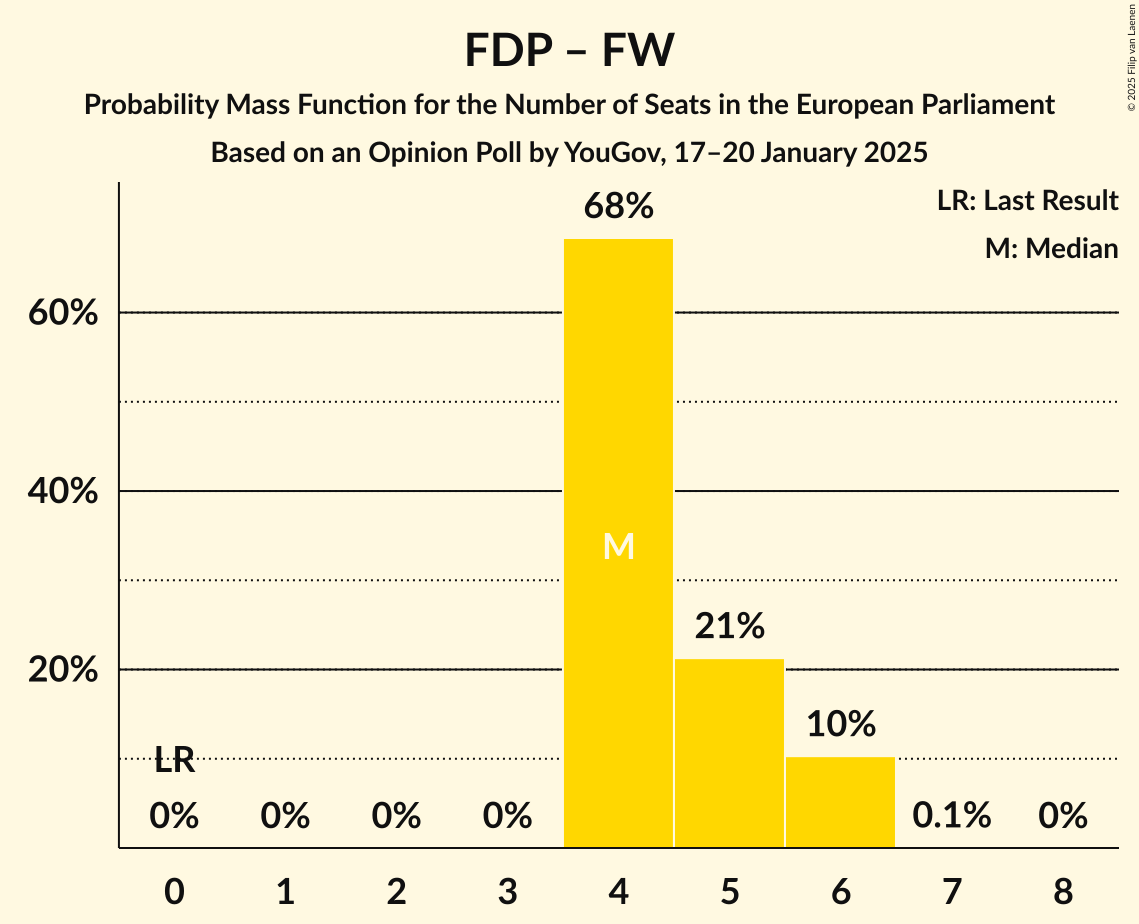 FDP – FW
Probability Mass Function for the Number of Seats in the European Parliament
Based on an Opinion Poll by YouGov, 17–20 January 2025
© 2025 Filip van Laenen
LR: Last Result
M: Median
68%
60%
40%
M
21%
20%
10%
LR
0%
0%
0%
0%
0.1%
0%
0 1 2 3 4 5 6 7 8